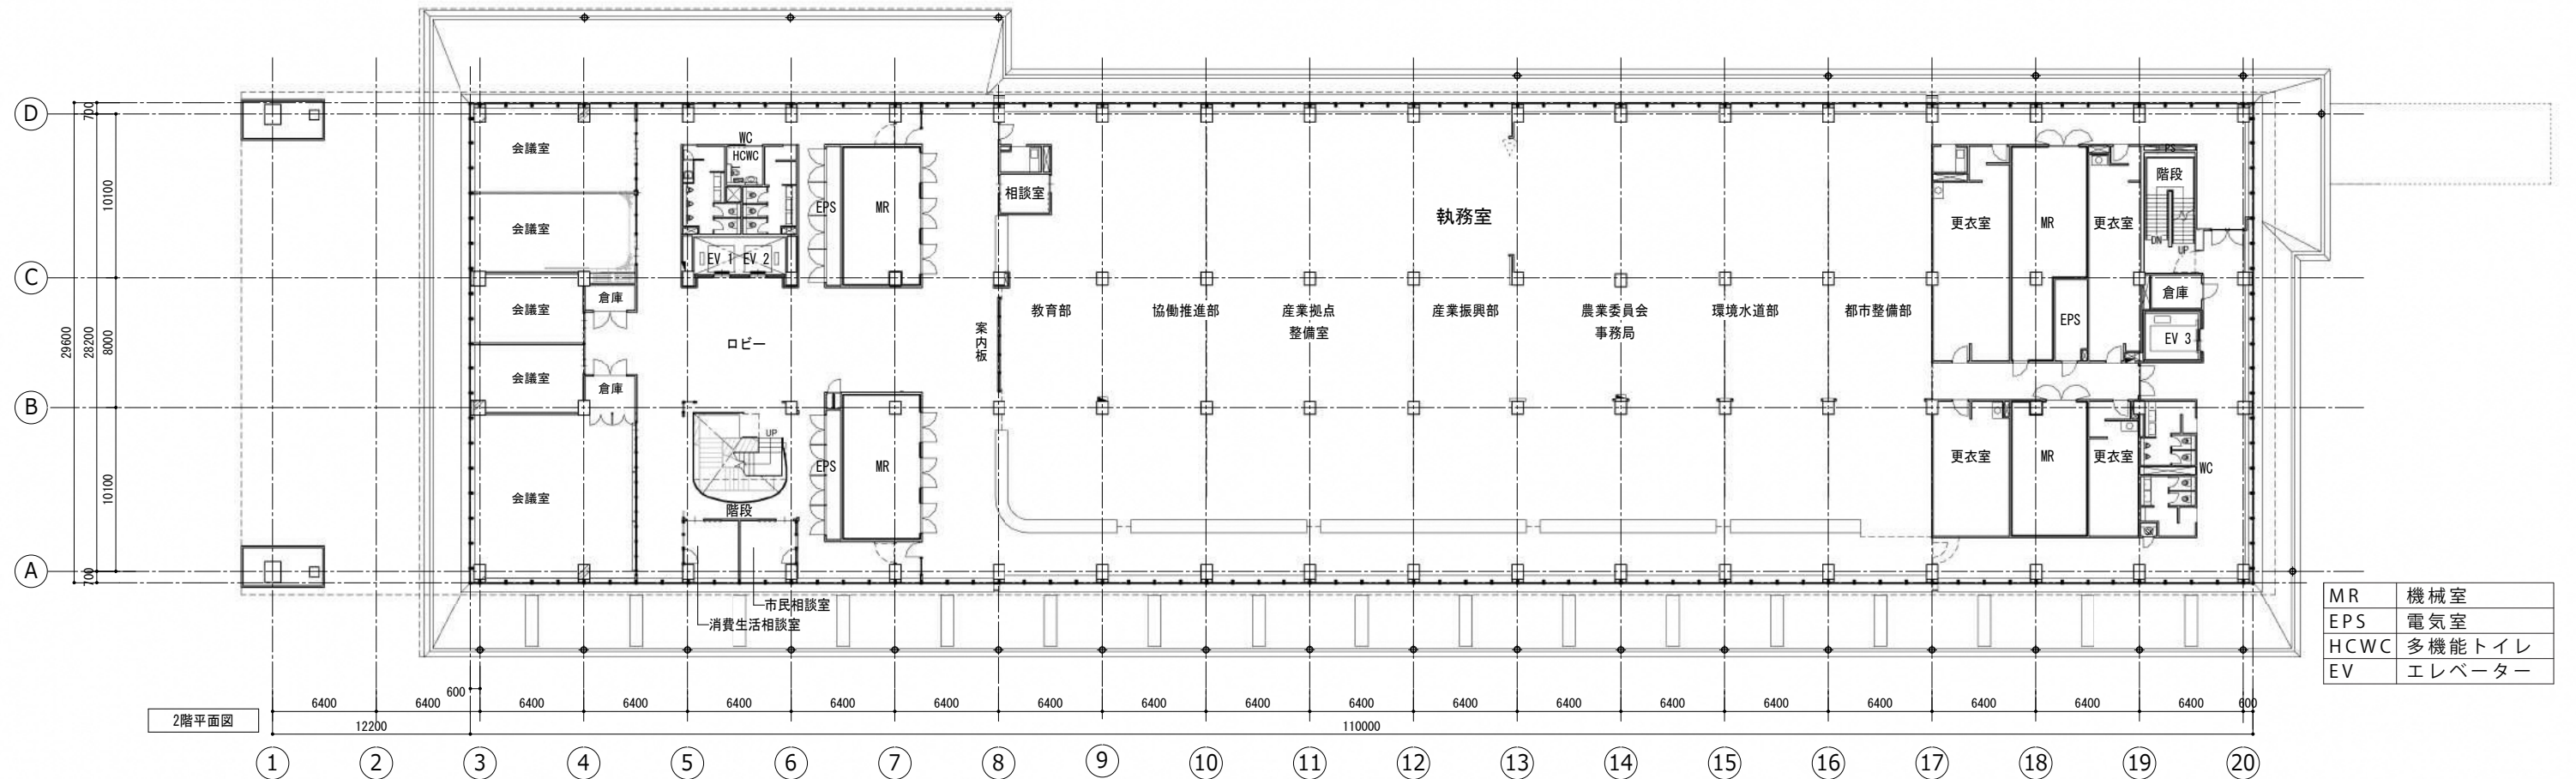 WC
HCWC
会議室
EPS
MR
相談室
執務室
PS
階段
更衣室
MR
更衣室
DN
UP
会議室
EV 1
EV 2
会議室
倉庫
教育部
協働推進部
産業拠点
整備室
産業振興部
農業委員会
事務局
環境水道部
都市整備部
倉庫
EPS
EV 3
ロビー
案内板
会議室
倉庫
UP
会議室
EPS
MR
階段
更衣室
MR
更衣室
WC
市民相談室
消費生活相談室
D
C
B
A
700
10100
8000
10100
700
28200
29600
MR 機械室
EPS 電気室
HCWC 多機能トイレ
EV エレベーター
600
6400 6400 6400 6400 6400 6400 6400 6400 6400 6400 6400 6400 6400 6400 6400 6400 6400 6400 6400 600
12200 110000
2階平面図
1 2 3 4 5 6 7 8 9 10 11 12 13 14 15 16 17 18 19 20